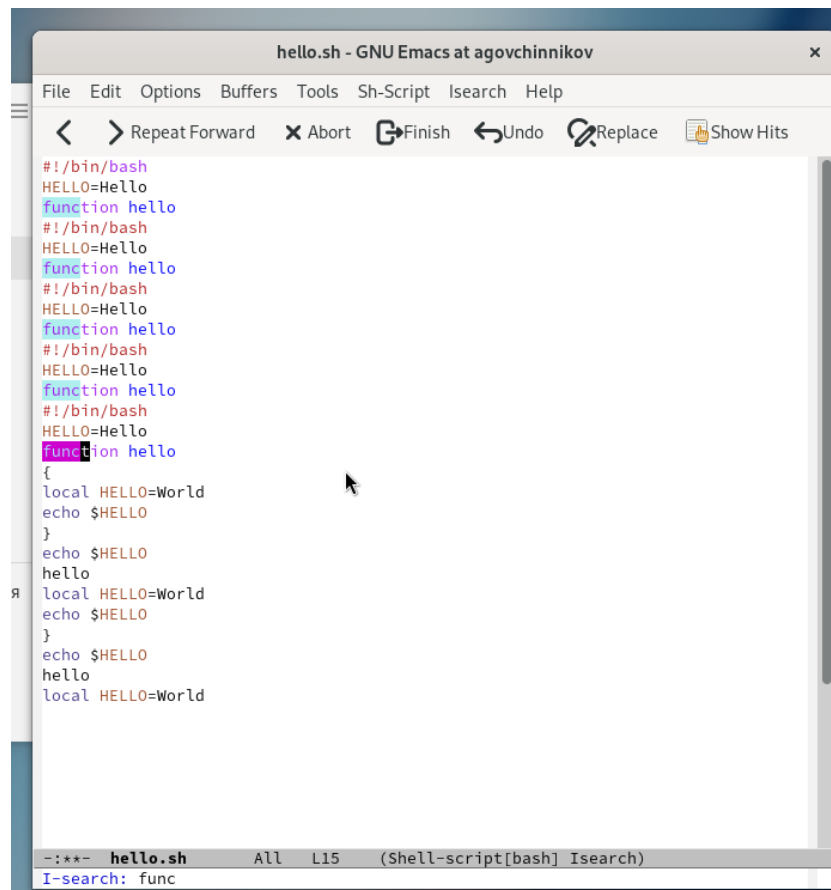 hello.sh - GNU Emacs at agovchinnikov ×
File Edit Options Buffers Tools Sh-Script Isearch Help
Repeat Forward Abort Finish Undo Replace Show Hits
#!/bin/bash
HELLO=Hello
function hello
#!/bin/bash
HELLO=Hello
function hello
#!/bin/bash
HELLO=Hello
function hello
#!/bin/bash
HELLO=Hello
function hello
#!/bin/bash
HELLO=Hello
function hello
{
local HELLO=World
echo $HELLO
}
echo $HELLO
hello
я
local HELLO=World
echo $HELLO
}
echo $HELLO
hello
local HELLO=World
-:**- hello.sh All L15 (Shell-script[bash] Isearch)
I-search: func